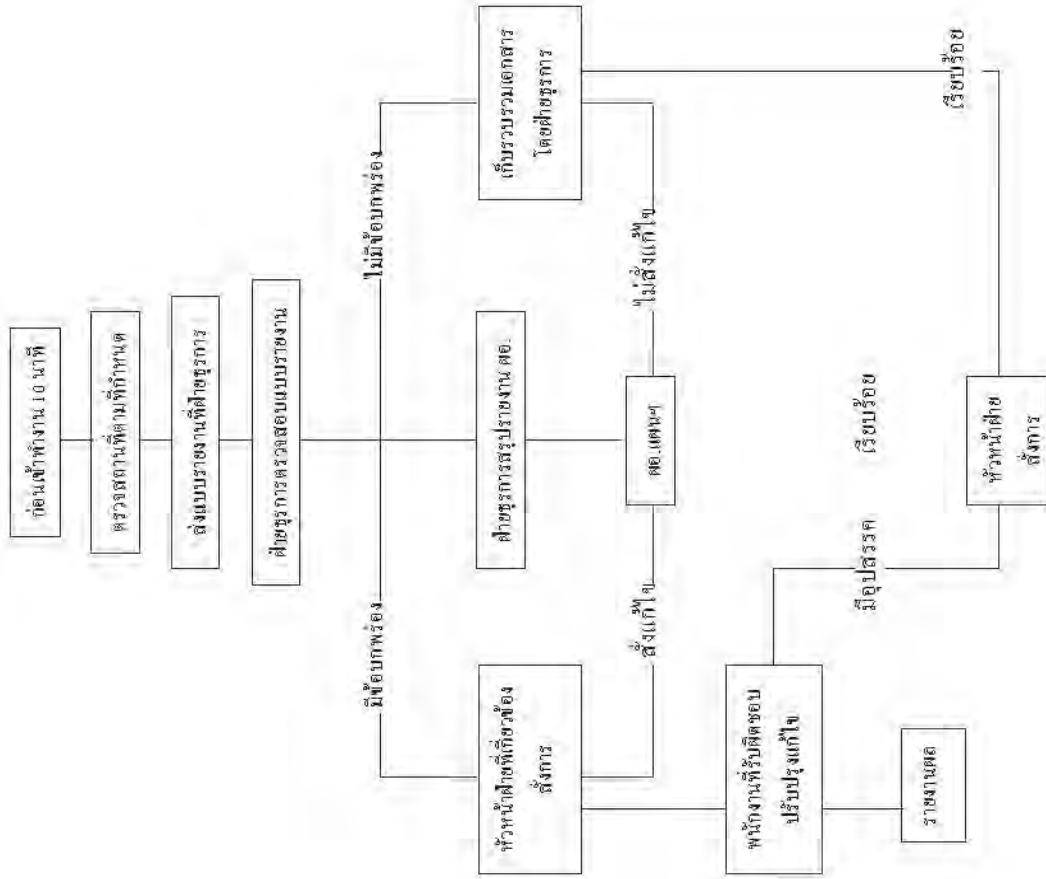 ก่อนเข้าทำงาน 10 นาที
ตรวจสถานที่ตามที่กำหนด
ส่งแบบรายงานที่ฝ่ายธุรการ
ฝ่ายธุรการตรวจสอบแบบรายงาน
มีข้อบกพร่อง
ไม่มีข้อบกพร่อง
หัวหน้าฝ่ายที่เกี่ยวข้อง
สั่งการ
ฝ่ายธุรการสรุปรายงาน ผอ.
เก็บรวบรวมเอกสาร
โดยฝ่ายธุรการ
สั่งแก้ไข
ผอ.แผนฯ
ไม่สั่งแก้ไข
พนักงานที่รับผิดชอบ
ปรับปรุงแก้ไข
มีอุปสรรค
เรียบร้อย
เรียบร้อย
รายงานผล
หัวหน้าฝ่าย
สั่งการ